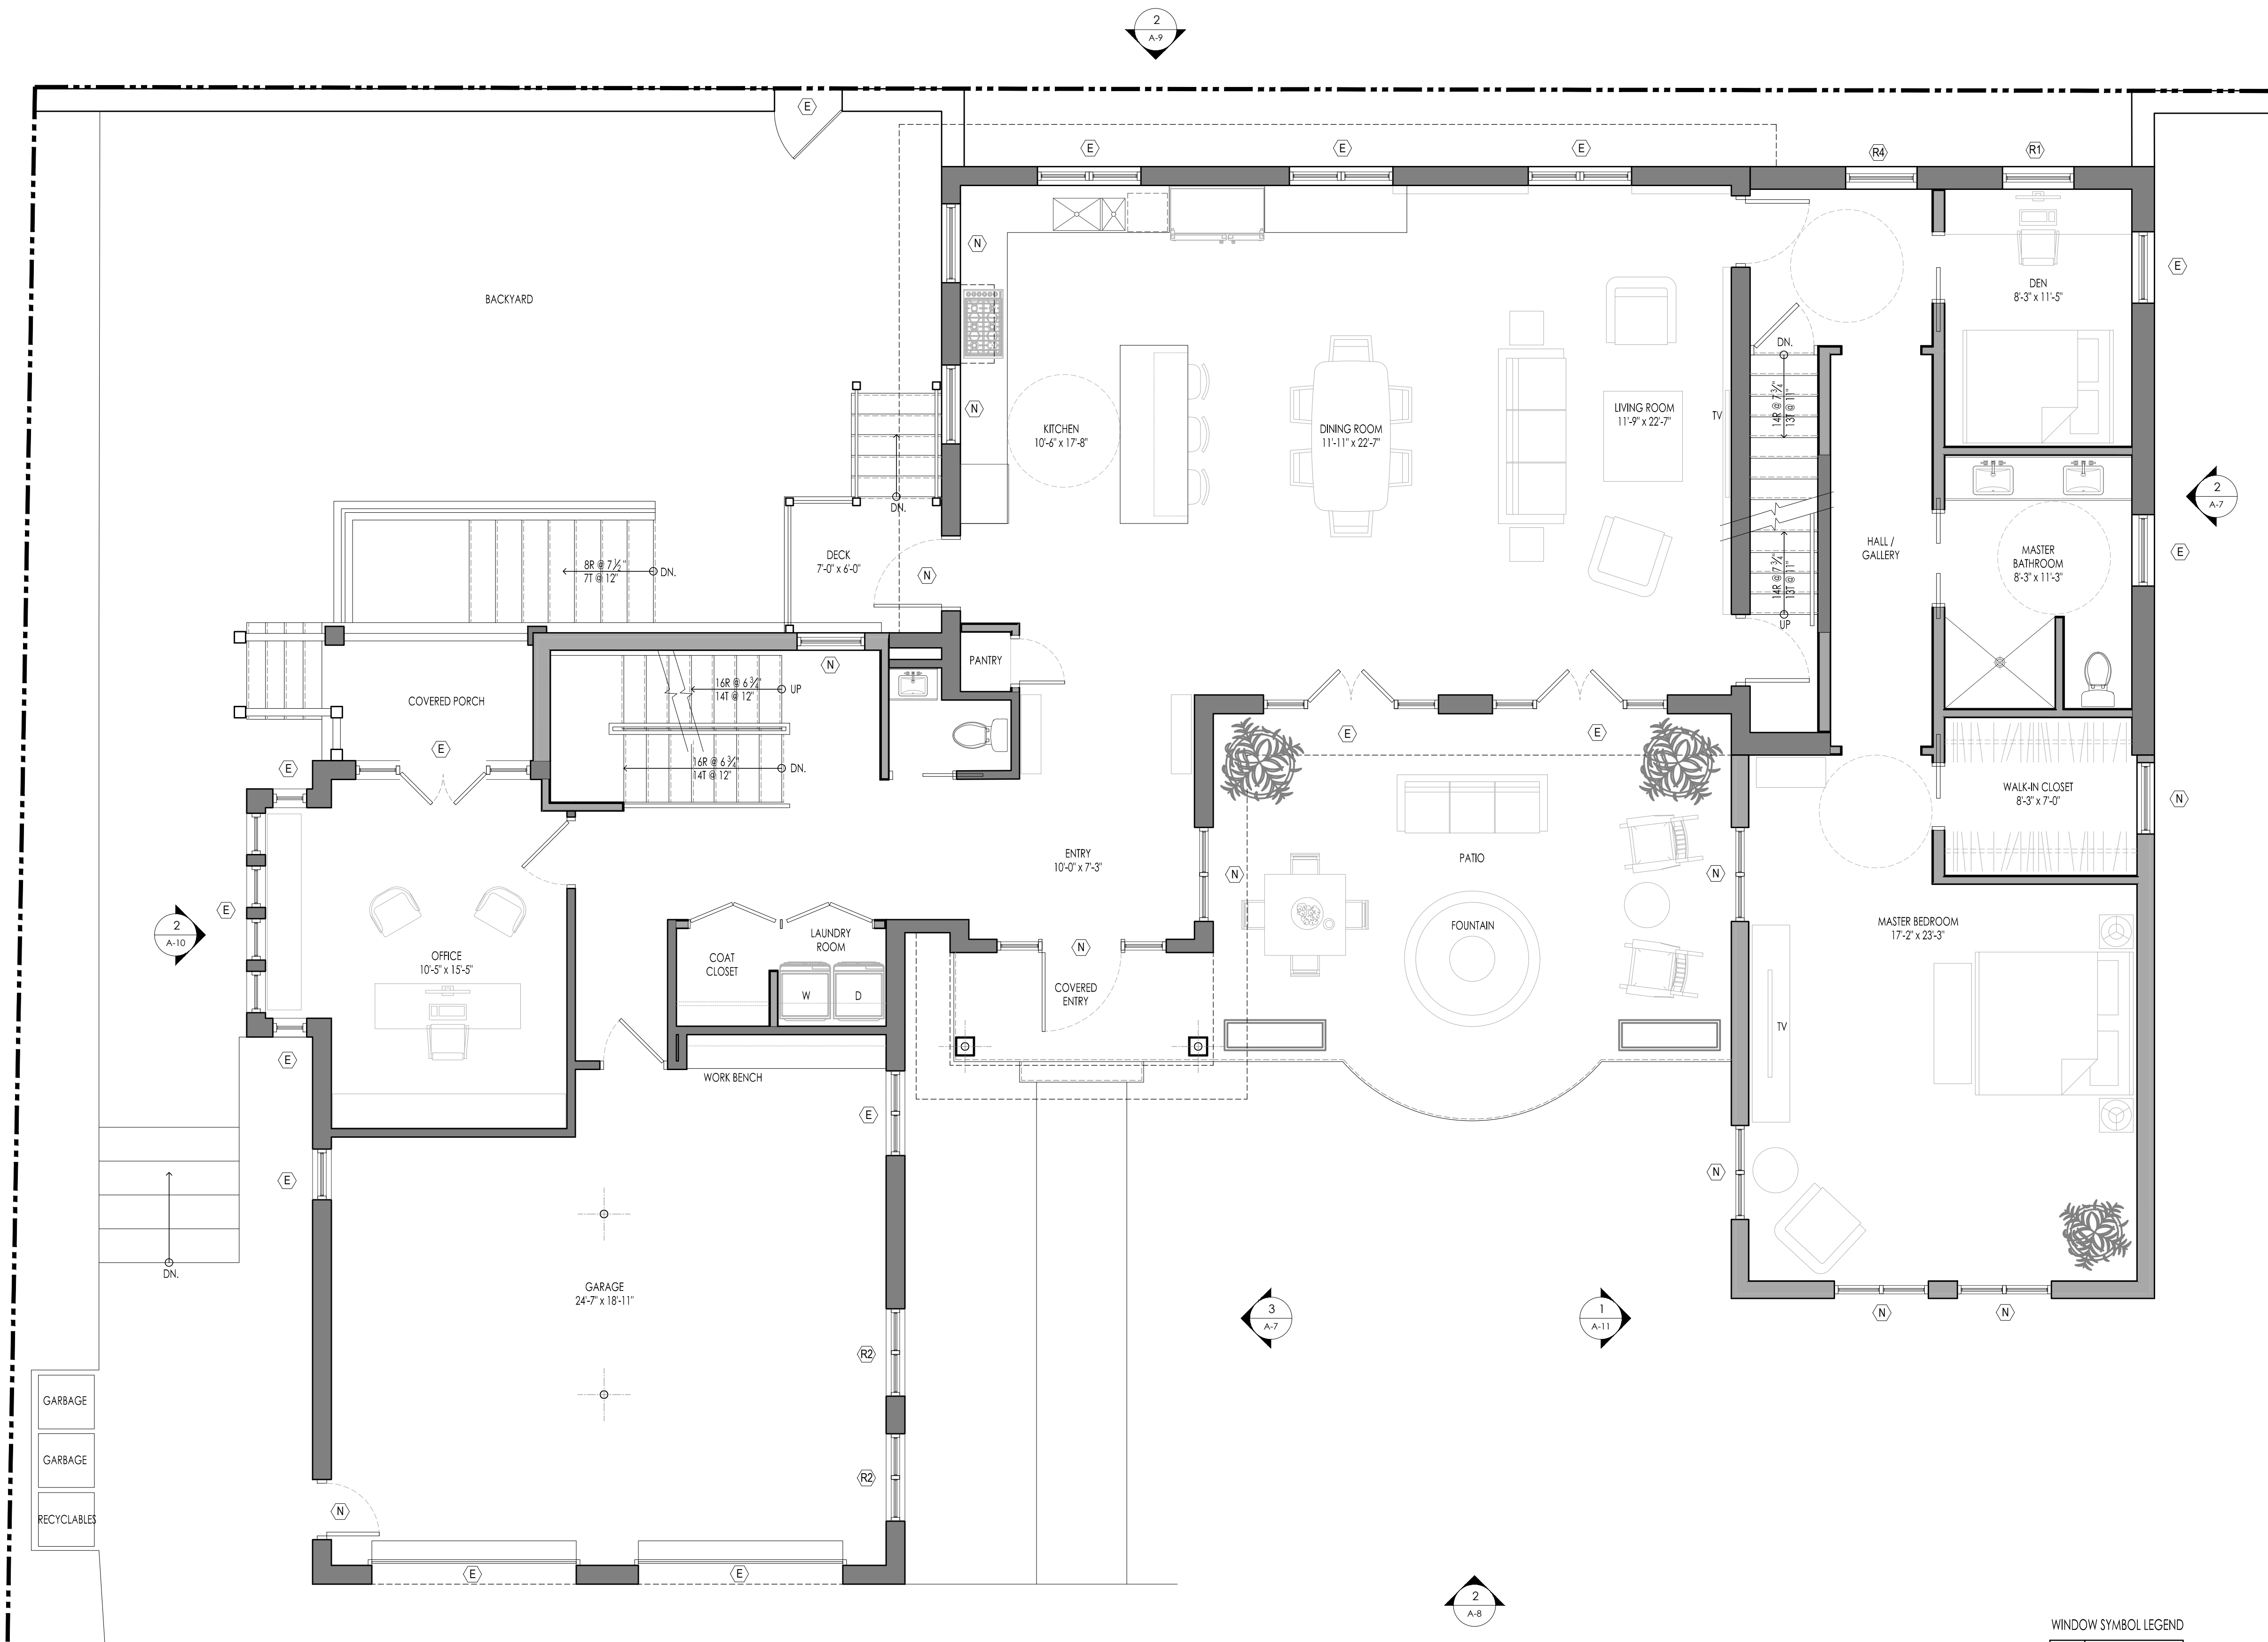 2
A-9
E
E
E
E
R4
R1
BACKYARD
N
E
DEN
8'-3" x 11'-5"
DN.
14R @ 7 3/4"
13T @ 11"
N
KITCHEN
10'-6" x 17'-8"
DINING ROOM
11'-11" x 22'-7"
LIVING ROOM
11'-9" x 22'-7"
TV
2
A-7
DN.
DECK
7'-0" x 6'-0"
N
8R @ 7 1/2"
7T @ 12"
DN.
HALL /
GALLERY
MASTER
BATHROOM
8'-3" x 11'-3"
E
14R @ 7 3/4"
13T @ 11"
UP
N
PANTRY
16R @ 6 3/4"
14T @ 12"
UP
COVERED PORCH
E
E
16R @ 6 3/4"
14T @ 12"
DN.
E
E
WALK-IN CLOSET
8'-3" x 7'-0"
N
ENTRY
10'-0" x 7'-3"
N
PATIO
N
2
A-10
E
OFFICE
10'-5" x 15'-5"
COAT
CLOSET
LAUNDRY
ROOM
W
D
N
COVERED
ENTRY
FOUNTAIN
MASTER BEDROOM
17'-2" x 23'-3"
TV
E
WORK BENCH
E
E
N
DN.
GARAGE
24'-7" x 18'-11"
3
A-7
1
A-11
N
N
R2
GARBAGE
GARBAGE
R2
RECYCLABLES
N
E
E
2
A-8
WINDOW SYMBOL LEGEND